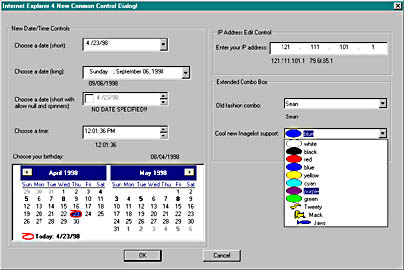 Internet Explorer 4 New Common Control Dialog!
New Date/Time Controls
Choose a date (short):
4 /23/98
Choose a date (long):
Sunday , September 06, 1998
09/06/1998
Choose a date (short with
allow null and spinners)
4 /23/98
NO DATE SPECIFIED!!
Choose a time:
12:01:36 PM
12:01:36
Choose your birthday:
08/04/1998
April 1998
May 1998
Sun Mon Tue Wed Thu Fri Sat
Sun Mon Tue Wed Thu Fri Sat
29 30 31 1 2 3 4
1 2
5 6 7 8 9 10 11
3 4 5 6 7 8 9
12 13 14 15 16 17 18
10 11 12 13 14 15 16
19 20 21 22 23 24 25
17 18 19 20 21 22 23
26 27 28 29 30
24 25 26 27 28 29 30
31 1 2 3 4 5 6
Today: 4/23/98
IP Address Edit Control
Enter your IP address:
121 . 111 . 101 . 1
121.111.101.1
Extended Combo Box
Old fashion combo:
Sean
Sean
Cool new Imagelist support:
blue
white
black
red
blue
yellow
cyan
purple
green
Tweety
Mack
Jaws
OK
Cancel